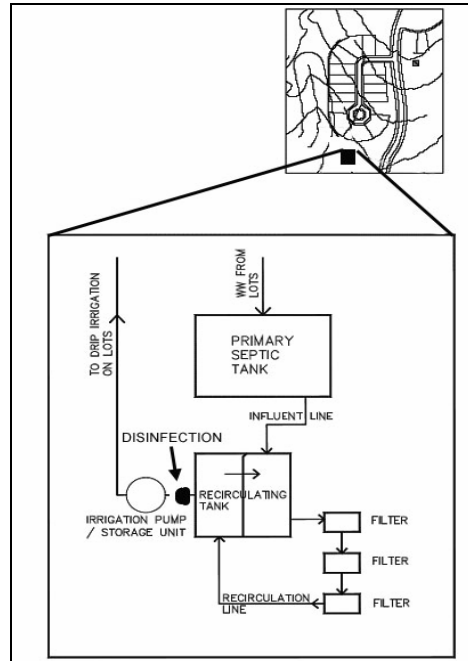 TO DRIP IRRIGATION
ON LOTS
WW FROM
LOTS
PRIMARY
SEPTIC
TANK
INFLUENT LINE
DISINFECTION
RECIRCULATING
TANK
IRRIGATION PUMP
/ STORAGE UNIT
FILTER
FILTER
RECIRCULATION
LINE
FILTER